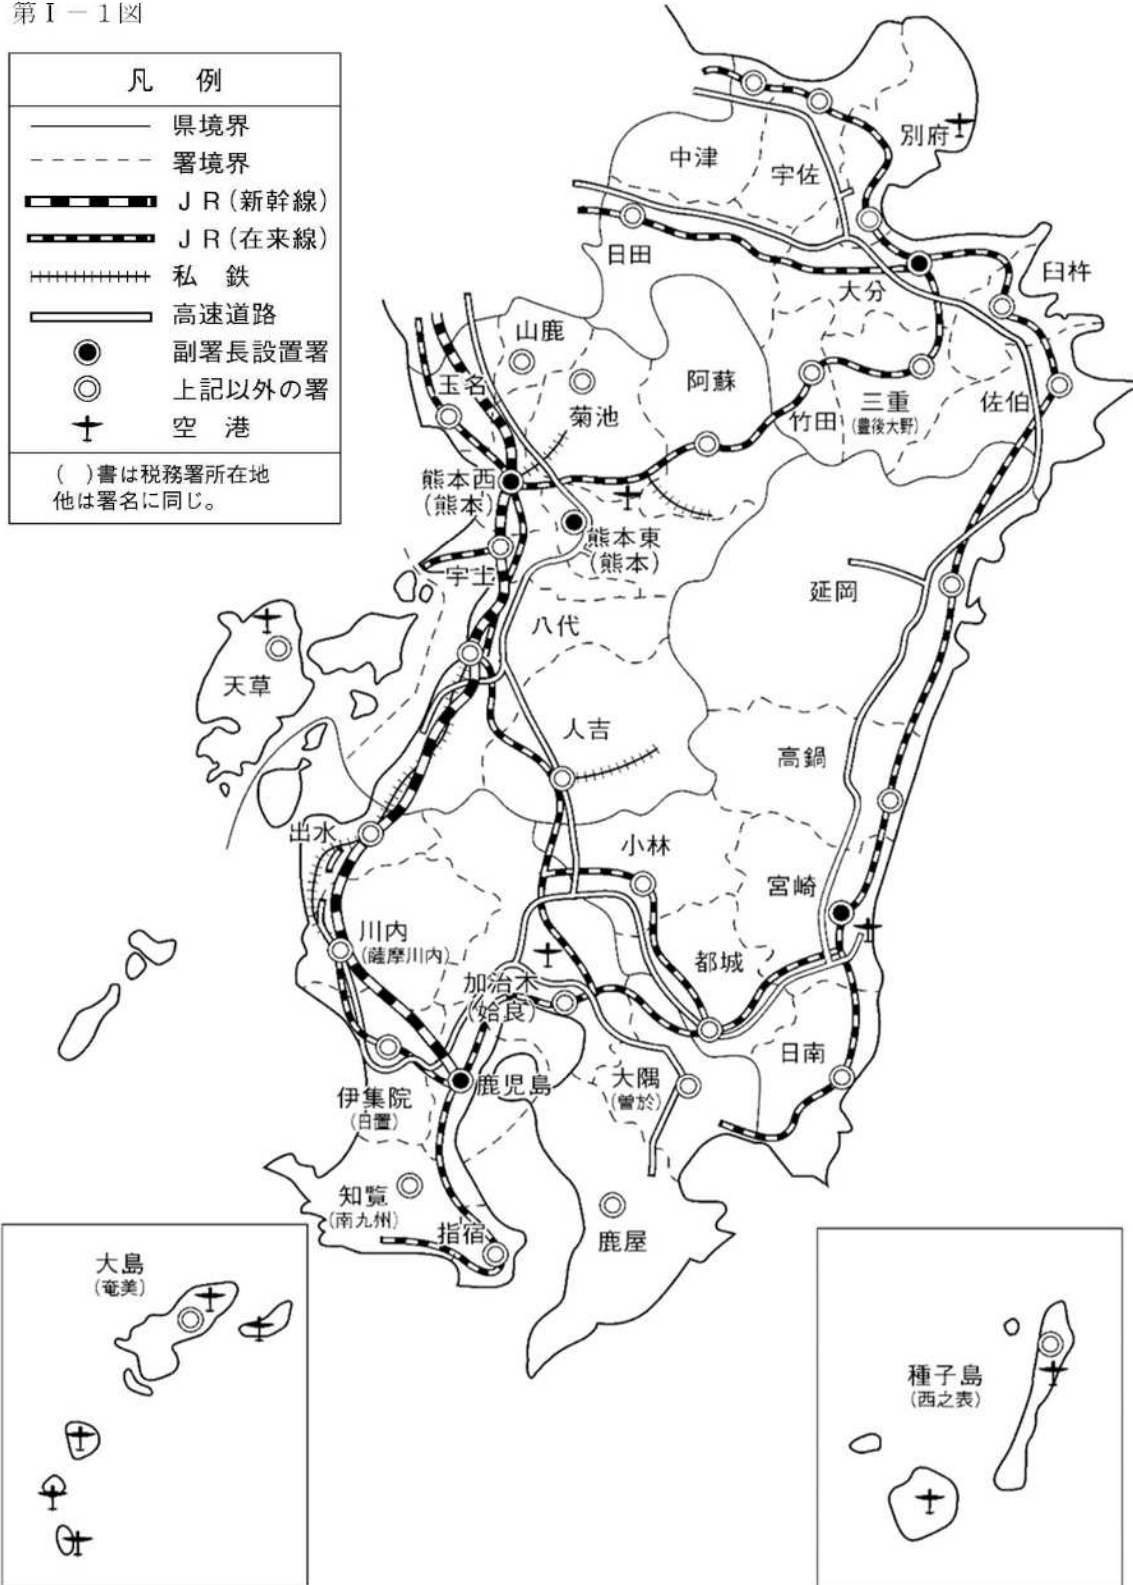 第Ⅰ－1図
凡 例
県境界
署境界
ＪＲ(新幹線)
ＪＲ(在来線)
私 鉄
高速道路
副署長設置署
上記以外の署
空 港
( )書は税務署所在地
他は署名に同じ。
別府
中津
宇佐
日田
大分
臼杵
山鹿
玉名
菊池
阿蘇
竹田
三重
(豊後大野)
佐伯
熊本西
(熊本)
熊本東
(熊本)
宇土
延岡
八代
天草
人吉
高鍋
出水
小林
宮崎
川内
(薩摩川内)
都城
加治木
(姶良)
日南
鹿児島
大隅
(曽於)
伊集院
(日置)
知覧
(南九州)
指宿
鹿屋
大島
(奄美)
種子島
(西之表)